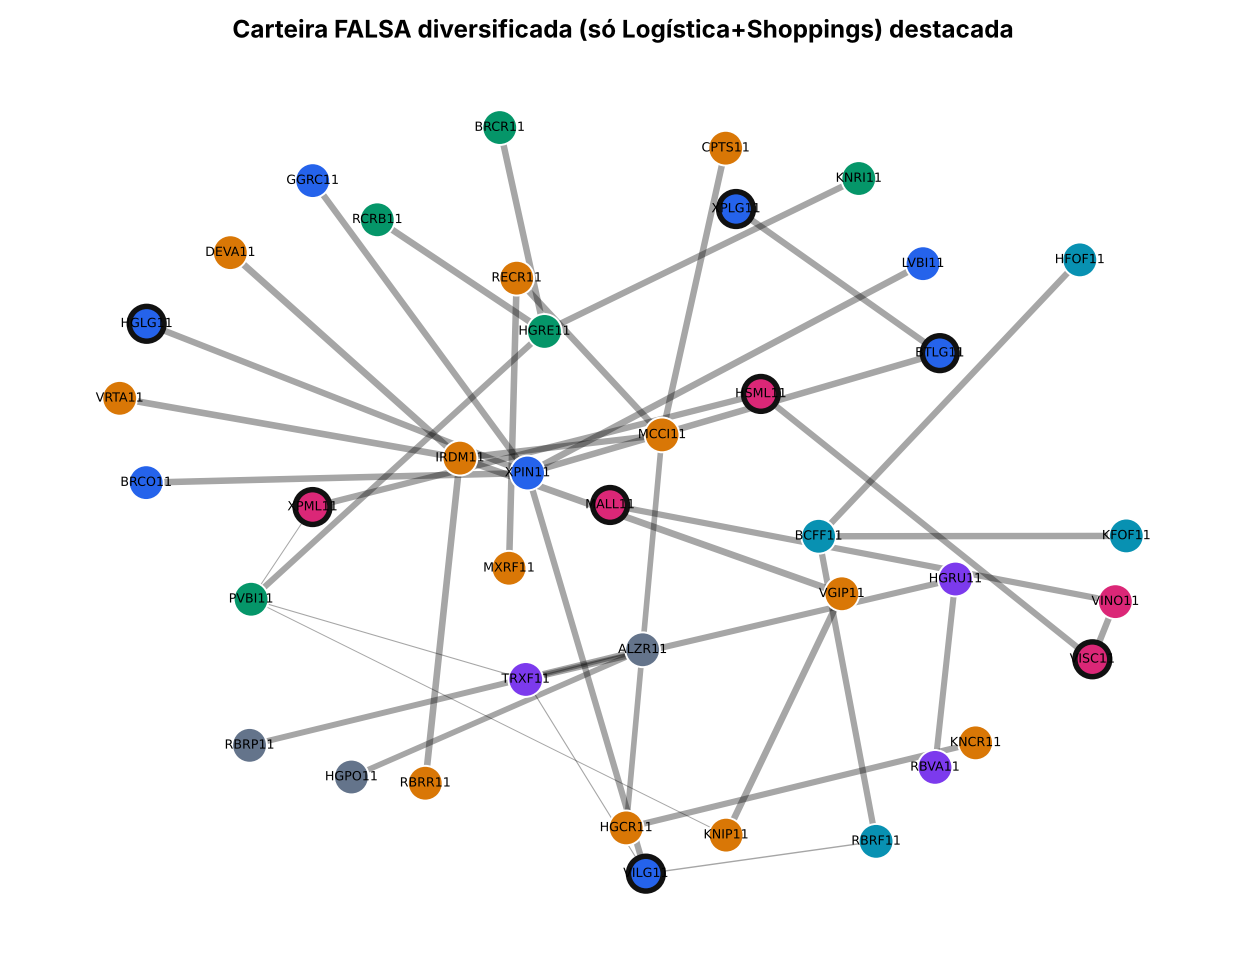 Carteira FALSA diversificada (só Logística+Shoppings) destacada
BRCR11
CPTS11
GGRC11
KNRI11
XPLG11
RCRB11
DEVA11
HFOF11
LVBI11
RECR11
HGLG11
HGRE11
BTLG11
HSML11
VRTA11
MCCI11
IRDM11
XPIN11
BRCO11
MALL11
XPML11
BCFF11
KFOF11
MXRF11
HGRU11
VGIP11
PVBI11
VINO11
ALZR11
VISC11
TRXF11
KNCR11
RBRP11
RBVA11
HGPO11
RBRR11
HGCR11
KNIP11
RBRF11
VILG11